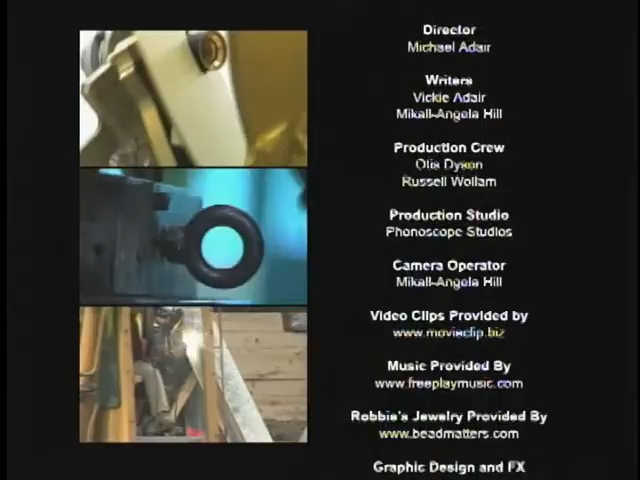 Director
Michael Adair
Writers
Vickie Adair
Mikall-Angela Hill
Production Crew
Olis Dyson
Russell Wollam
Production Studio
Phonoscope Studios
Camera Operator
Mikall-Angela Hill
Video Clips Provided by
www.movieclip.biz
Music Provided By
www.freeplaymusic.com
Robbie's Jewelry Provided By
www.beadmatters.com
Graphic Design and FX